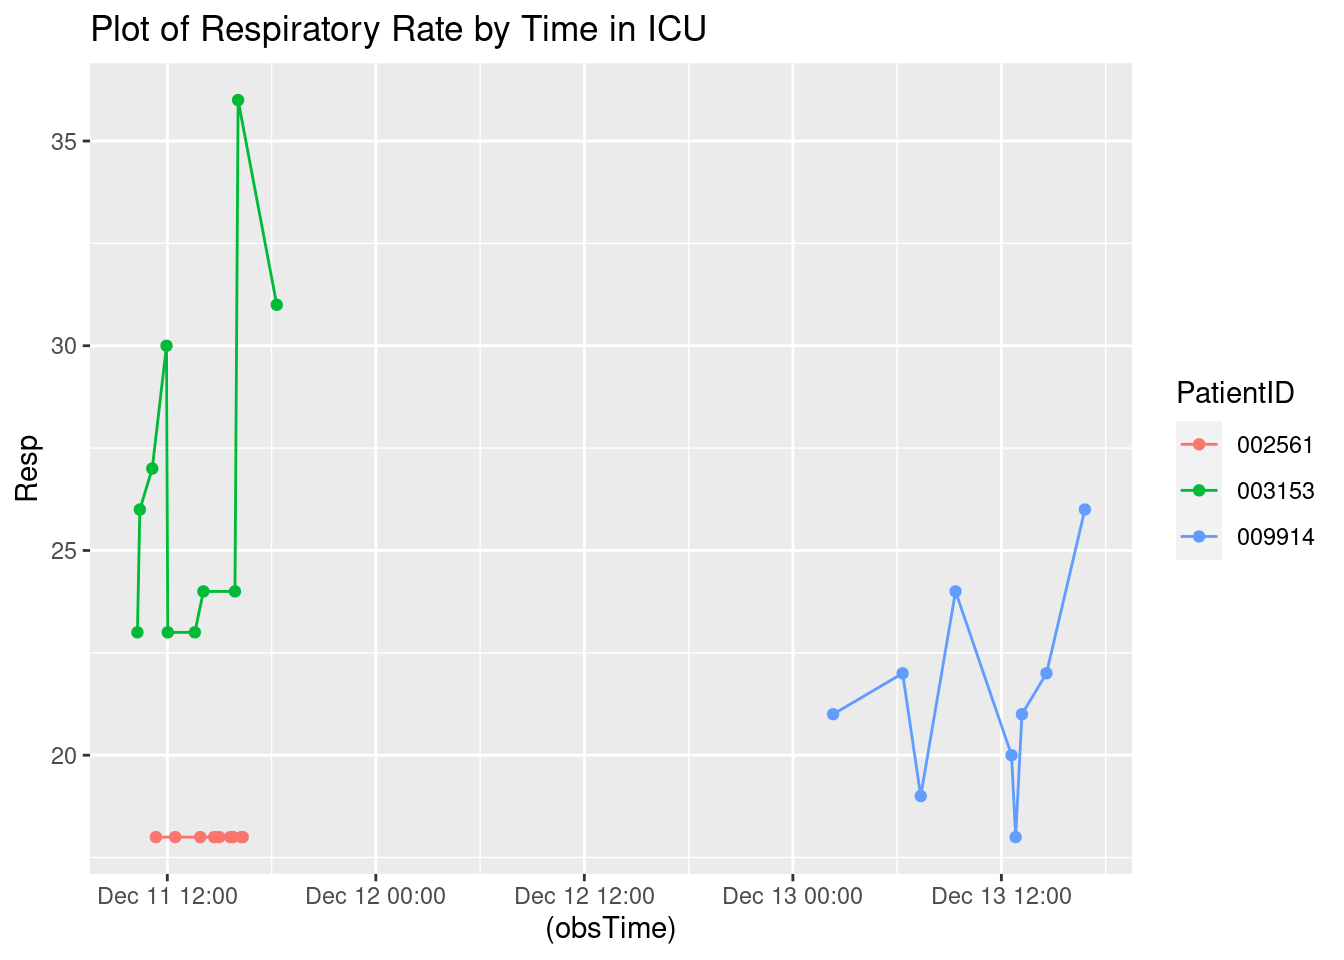 Plot of Respiratory Rate by Time in ICU
35
30
25
20
Resp
Dec 11 12:00
Dec 12 00:00
Dec 12 12:00
Dec 13 00:00
Dec 13 12:00
(obsTime)
PatientID
002561
003153
009914